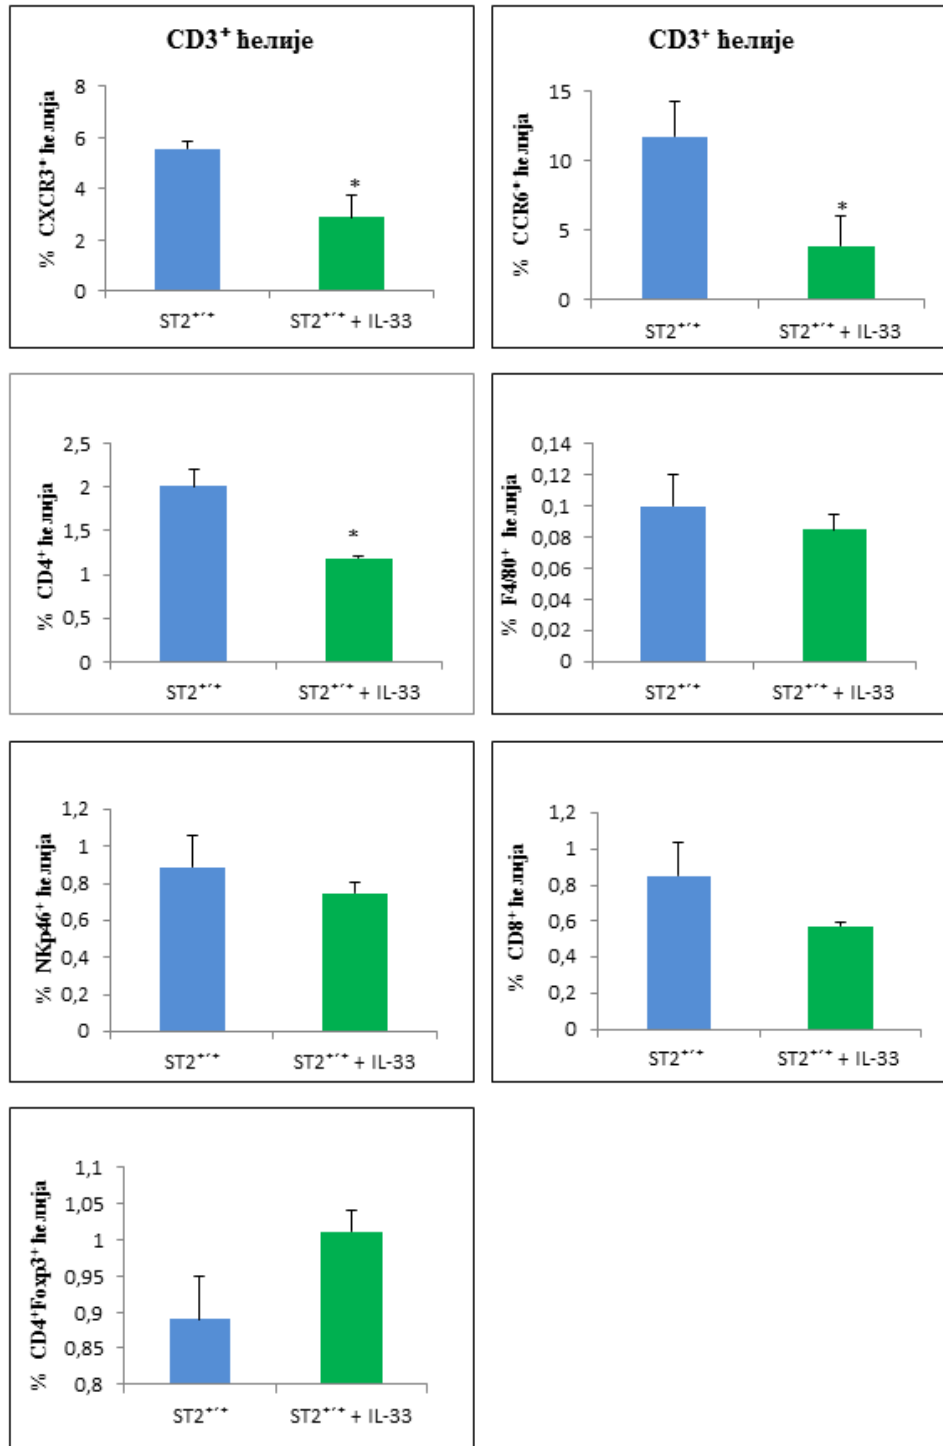 CD3⁺ ћелије
% CXCR3⁺ ћелија
8
6
4
2
0
ST2⁺ᐟ⁺
ST2⁺ᐟ⁺ + IL-33
*
CD3⁺ ћелије
% CCR6⁺ ћелија
15
10
5
0
ST2⁺ᐟ⁺
ST2⁺ᐟ⁺ + IL-33
*
% CD4⁺ ћелија
2,5
2
1,5
1
0,5
0
ST2⁺ᐟ⁺
ST2⁺ᐟ⁺ + IL-33
*
% F4/80⁺ ћелија
0,14
0,12
0,1
0,08
0,06
0,04
0,02
0
ST2⁺ᐟ⁺
ST2⁺ᐟ⁺ + IL-33
% NKp46⁺ ћелија
1,2
1
0,8
0,6
0,4
0,2
0
ST2⁺ᐟ⁺
ST2⁺ᐟ⁺ + IL-33
% CD8⁺ ћелија
1,2
1
0,8
0,6
0,4
0,2
0
ST2⁺ᐟ⁺
ST2⁺ᐟ⁺ + IL-33
% CD4⁺Foxp3⁺ ћелија
1,1
1,05
1
0,95
0,9
0,85
0,8
ST2⁺ᐟ⁺
ST2⁺ᐟ⁺ + IL-33